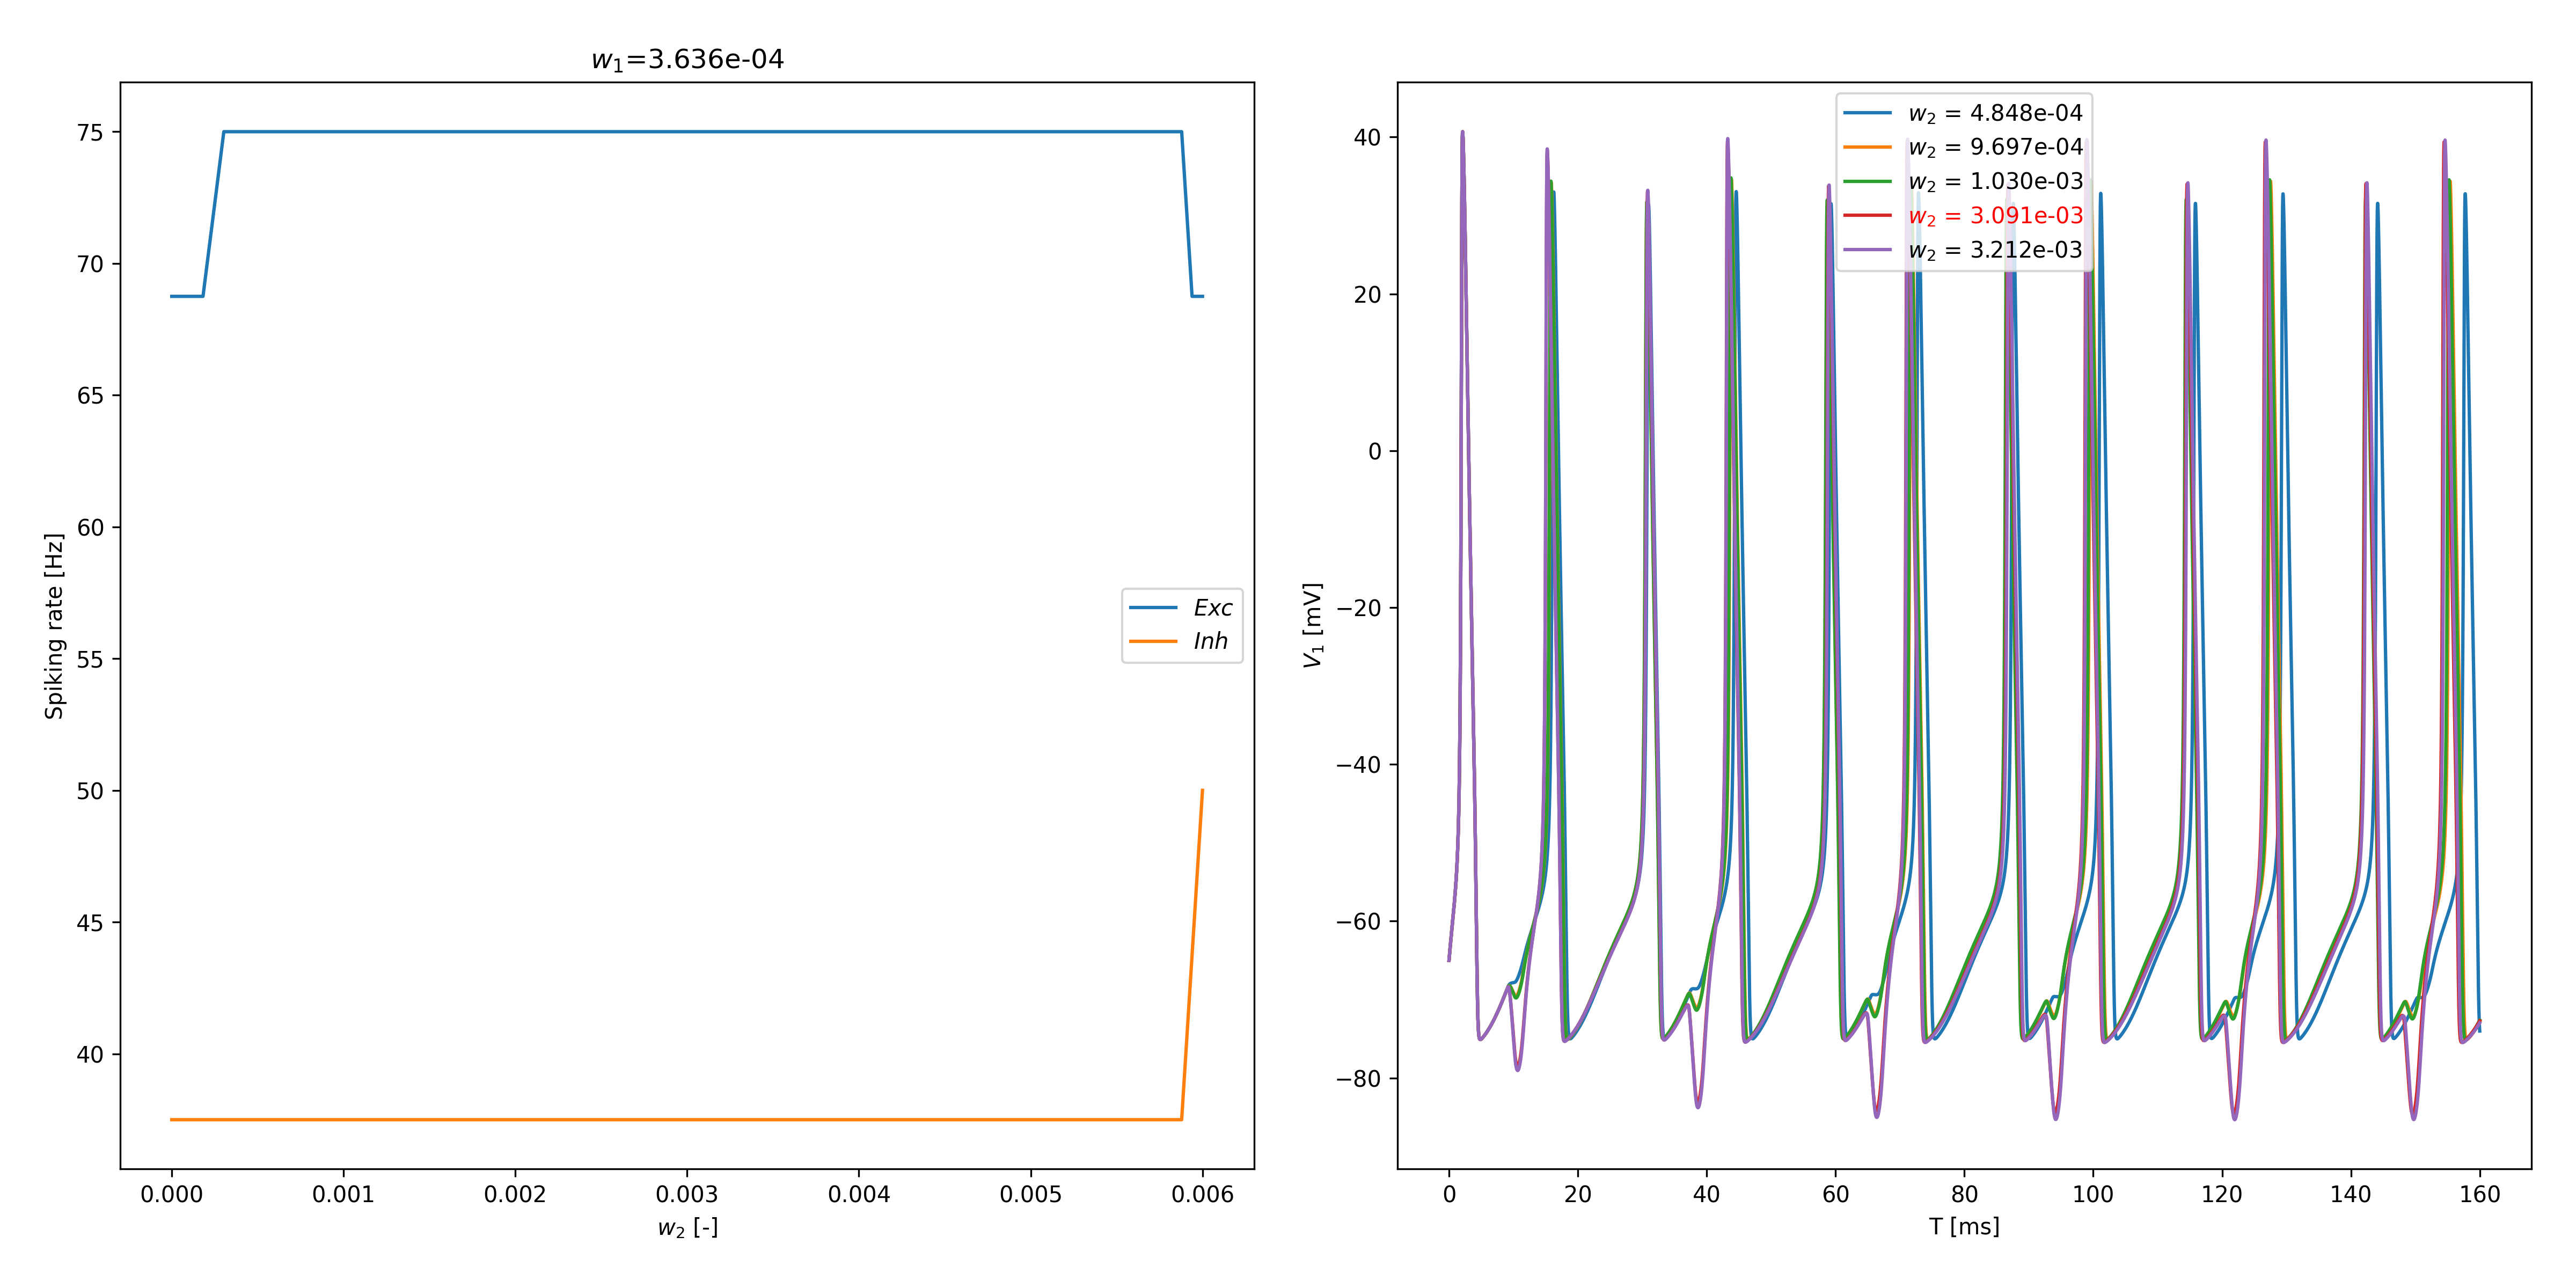 w₁=3.636e-04
Spiking rate [Hz]
75
70
65
60
55
50
45
40
0.000 0.001 0.002 0.003 0.004 0.005 0.006
w₂ [-]
Exc
Inh
V₁ [mV]
40
20
0
−20
−40
−60
−80
0 20 40 60 80 100 120 140 160
T [ms]
w₂ = 4.848e-04
w₂ = 9.697e-04
w₂ = 1.030e-03
w₂ = 3.091e-03
w₂ = 3.212e-03